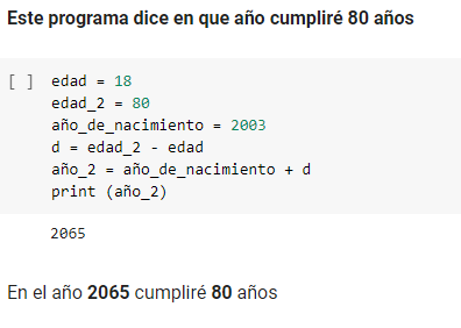 Este programa dice en que año cumpliré 80 años
[ ] edad = 18
edad_2 = 80
año_de_nacimiento = 2003
d = edad_2 - edad
año_2 = año_de_nacimiento + d
print (año_2)
2065
En el año 2065 cumpliré 80 años